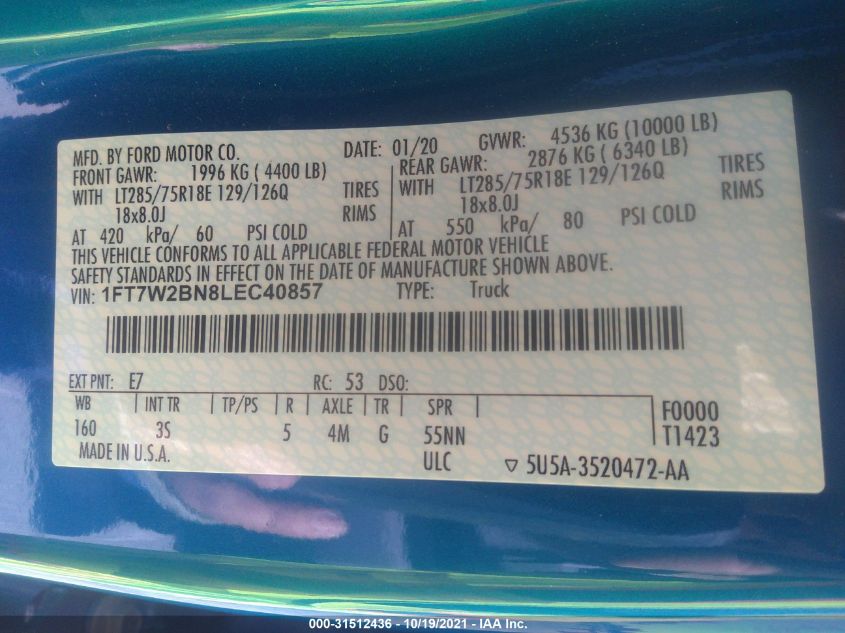 MFD. BY FORD MOTOR CO. DATE: 01/20 GVWR: 4536 KG (10000 LB)
FRONT GAWR: 1996 KG ( 4400 LB) REAR GAWR: 2876 KG ( 6340 LB)
WITH LT285/75R18E 129/126Q TIRES WITH LT285/75R18E 129/126Q TIRES
18x8.0J RIMS 18x8.0J RIMS
AT 420 kPa/ 60 PSI COLD AT 550 kPa/ 80 PSI COLD
THIS VEHICLE CONFORMS TO ALL APPLICABLE FEDERAL MOTOR VEHICLE
SAFETY STANDARDS IN EFFECT ON THE DATE OF MANUFACTURE SHOWN ABOVE.
VIN: 1FT7W2BN8LEC40857 TYPE: Truck
EXT PNT: E7 RC: 53 DSO:
WB INT TR TP/PS R AXLE TR SPR F0000
160 3S 5 4M G 55NN T1423
MADE IN U.S.A. ULC ▽ 5U5A-3520472-AA
000-31512436 - 10/19/2021 - IAA Inc.